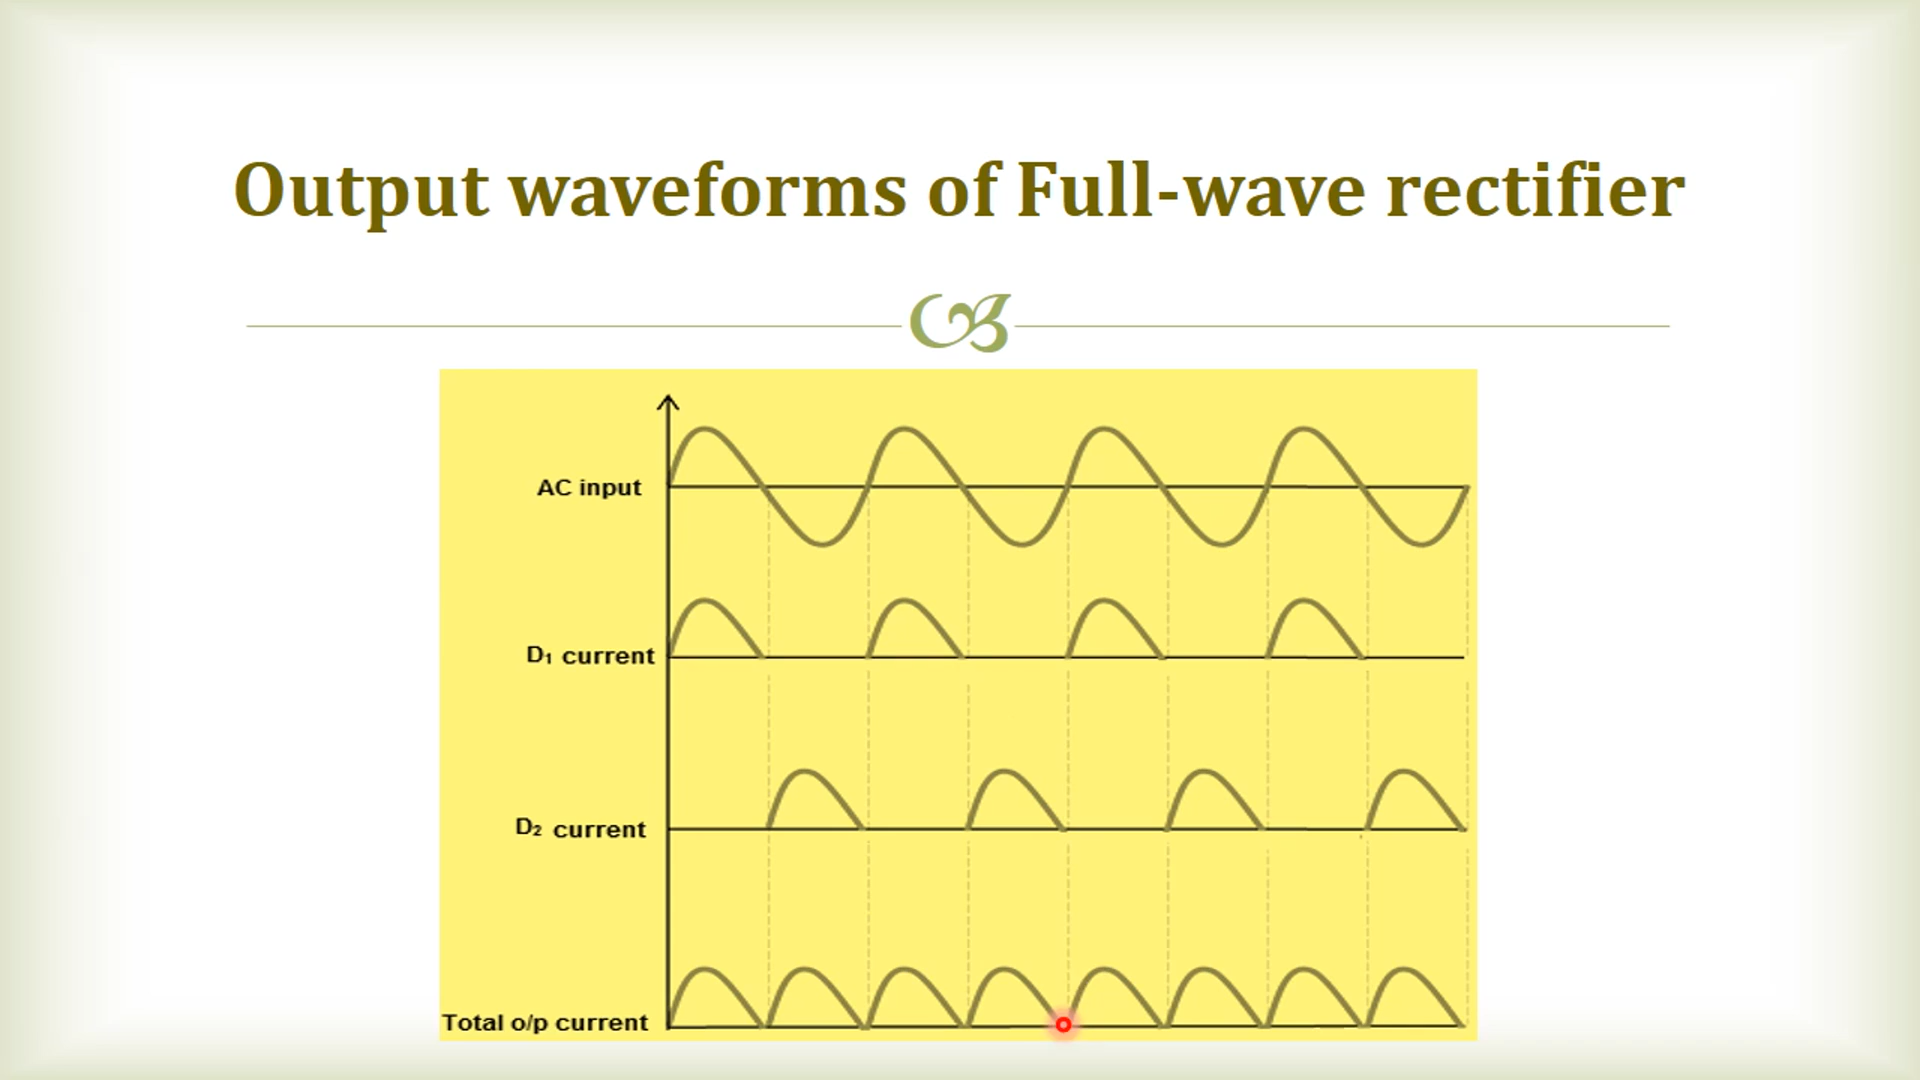 Output waveforms of Full-wave rectifier
AC input
D₁ current
D₂ current
Total o/p current